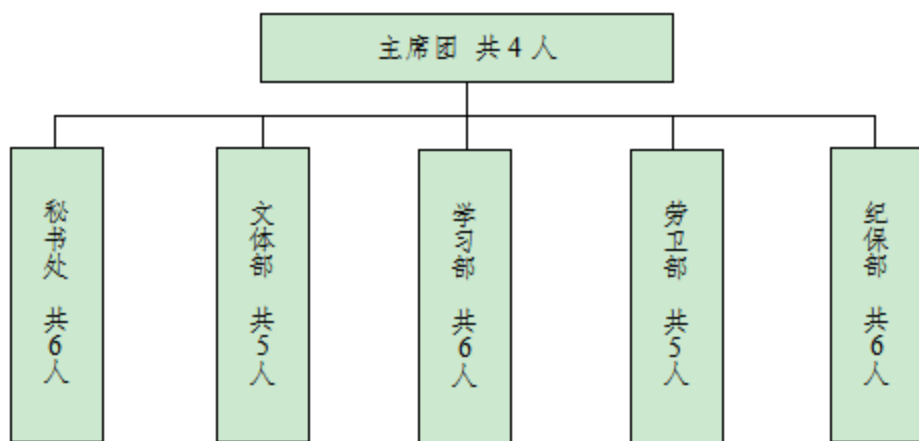 主席团 共4人
秘书处 共6人
文体部 共5人
学习部 共6人
劳卫部 共5人
纪保部 共6人